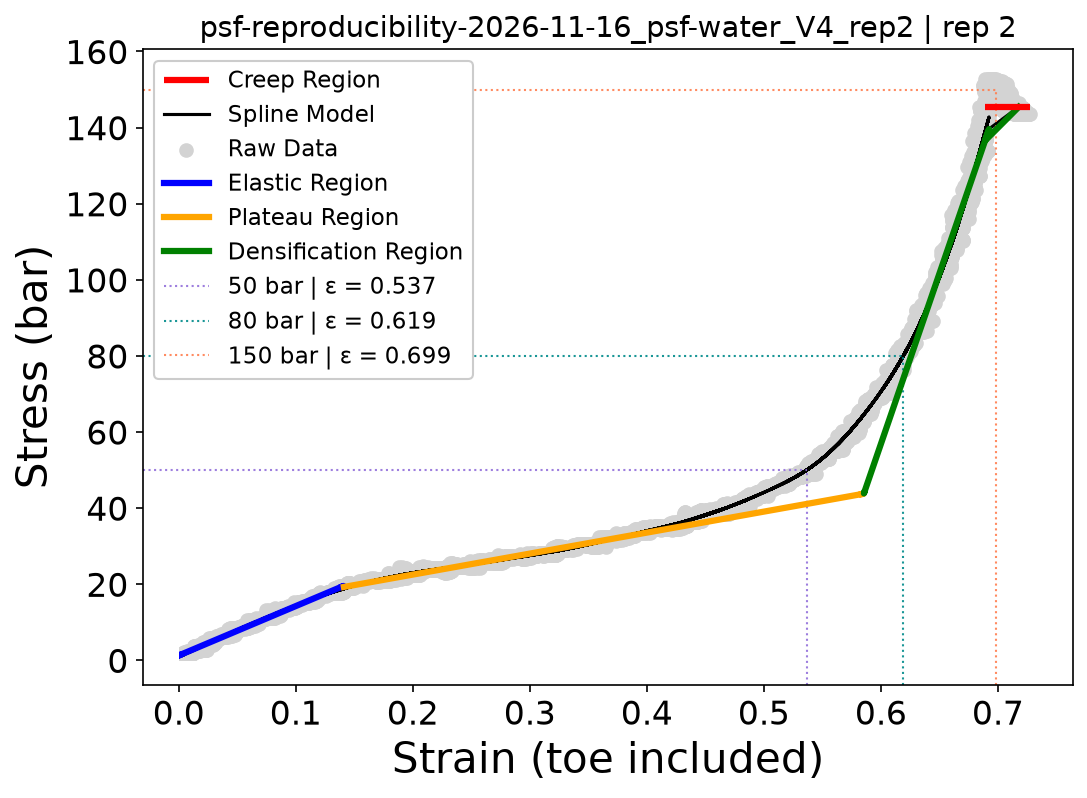 psf-reproducibility-2026-11-16_psf-water_V4_rep2 | rep 2
Creep Region
Spline Model
Raw Data
Elastic Region
Plateau Region
Densification Region
50 bar | ε = 0.537
80 bar | ε = 0.619
150 bar | ε = 0.699
Stress (bar)
160
140
120
100
80
60
40
20
0
0.0 0.1 0.2 0.3 0.4 0.5 0.6 0.7
Strain (toe included)